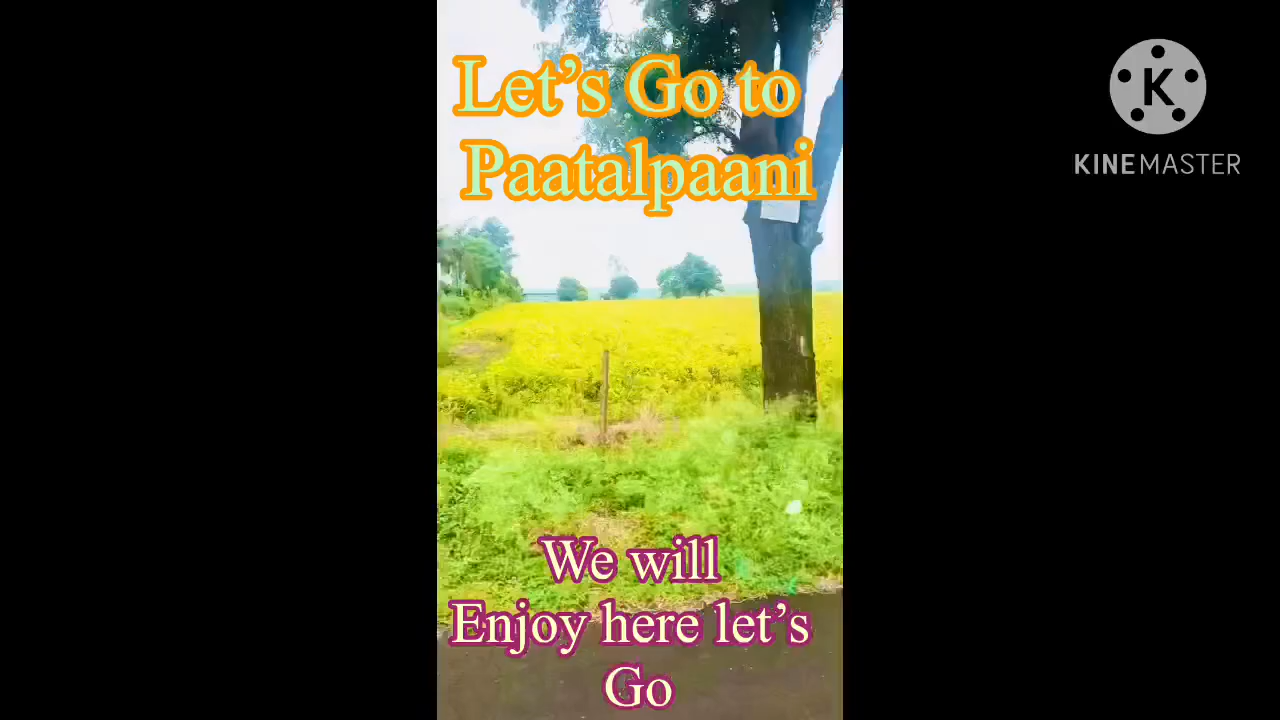 Let’s Go to
Paatalpaani
KINEMASTER
We will
Enjoy here let’s
Go